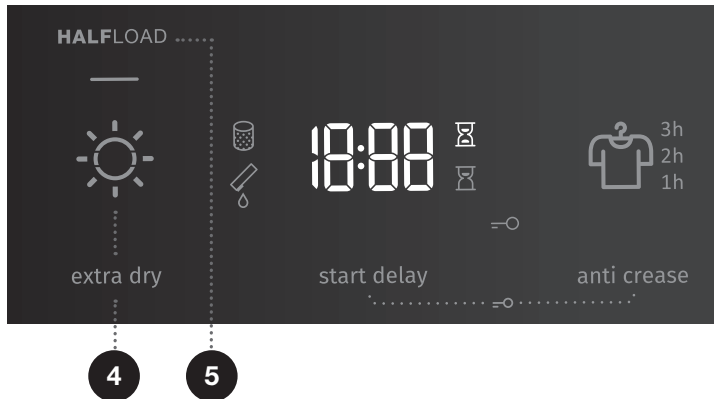 HALFLOAD
18:88
3h
2h
1h
extra dry
start delay
anti crease
4
5